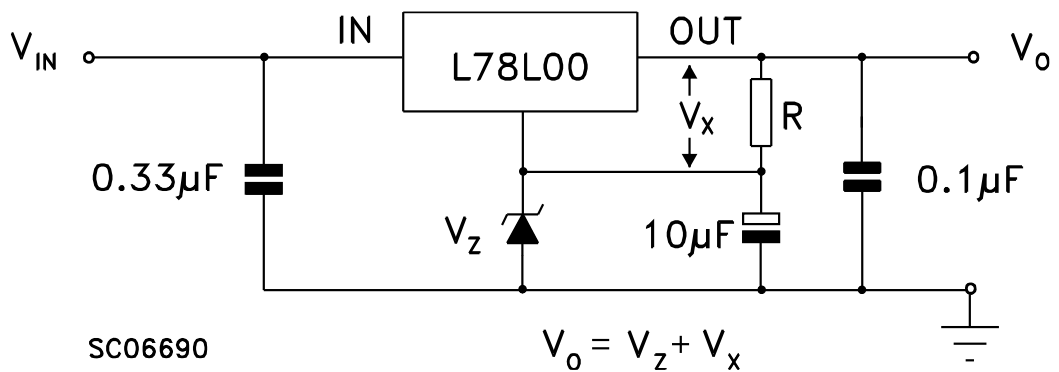 V_IN
IN
L78L00
OUT
V_O
V_X
R
0.33μF
V_Z
10μF
0.1μF
SC06690
V_O = V_Z + V_X